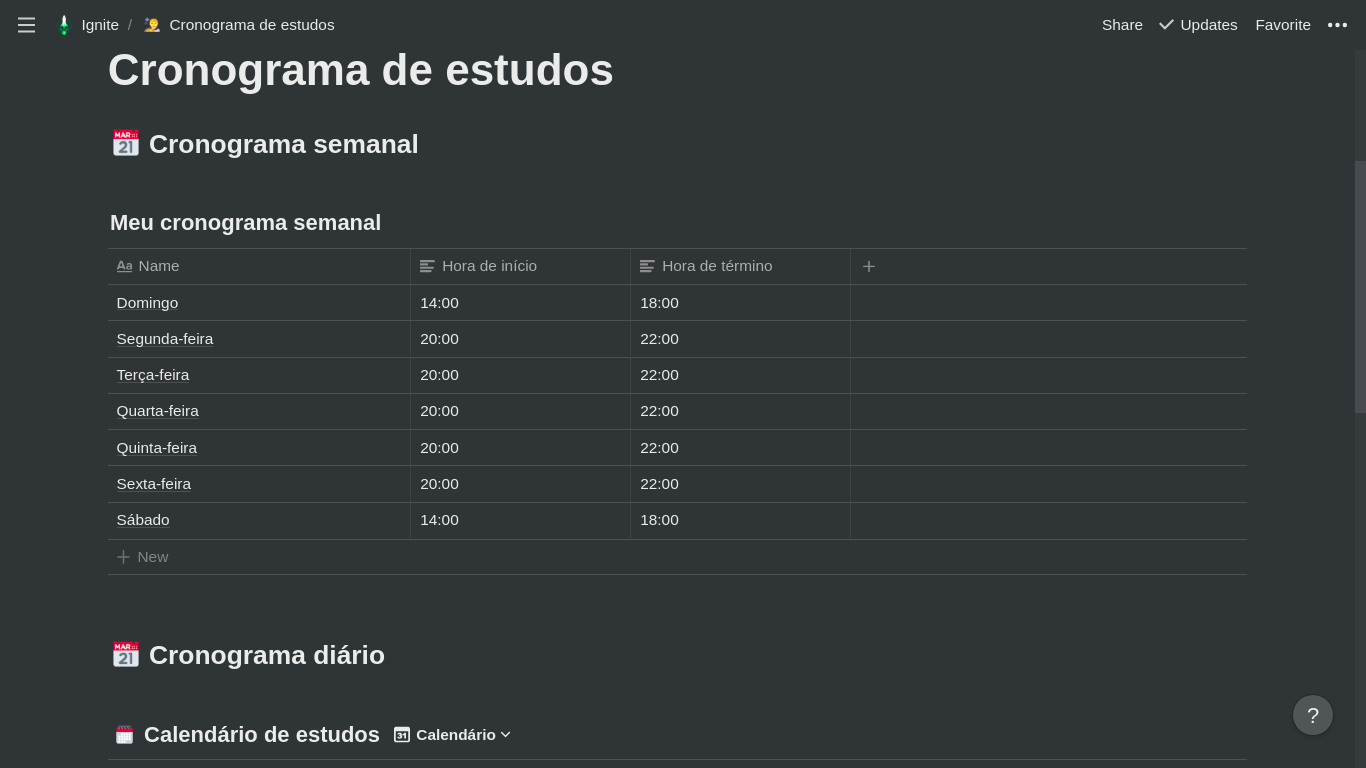 Ignite / Cronograma de estudos Share Updates Favorite
Cronograma de estudos
Cronograma semanal
Meu cronograma semanal
Aa Name Hora de início Hora de término
Domingo 14:00 18:00
Segunda-feira 20:00 22:00
Terça-feira 20:00 22:00
Quarta-feira 20:00 22:00
Quinta-feira 20:00 22:00
Sexta-feira 20:00 22:00
Sábado 14:00 18:00
New
Cronograma diário
Calendário de estudos 31 Calendário
?